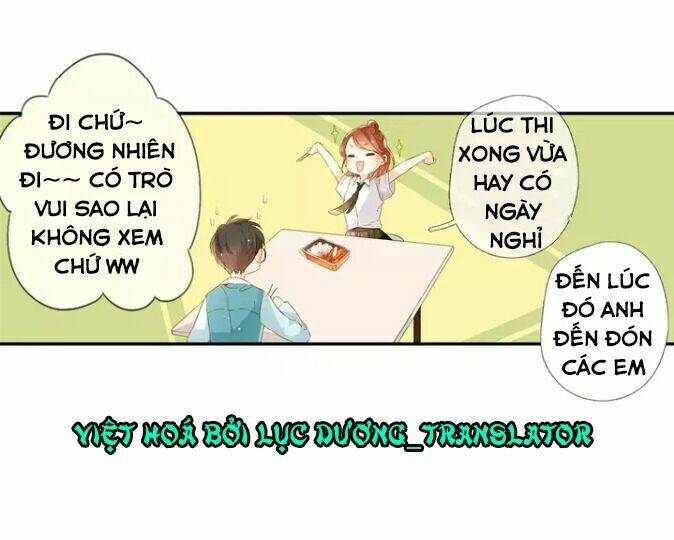 ĐI CHỨ~
ĐƯƠNG NHIÊN
ĐI~~ CÓ TRÒ
VUI SAO LẠI
KHÔNG XEM
CHỨ WW
LÚC THI
XONG VỪA
HAY CÓ
NGÀY
NGHỈ
ĐẾN LÚC
ĐÓ ANH
ĐẾN ĐÓN
CÁC EM
VIỆT HOÁ BỞI LỤC DƯƠNG_TRANSLATOR